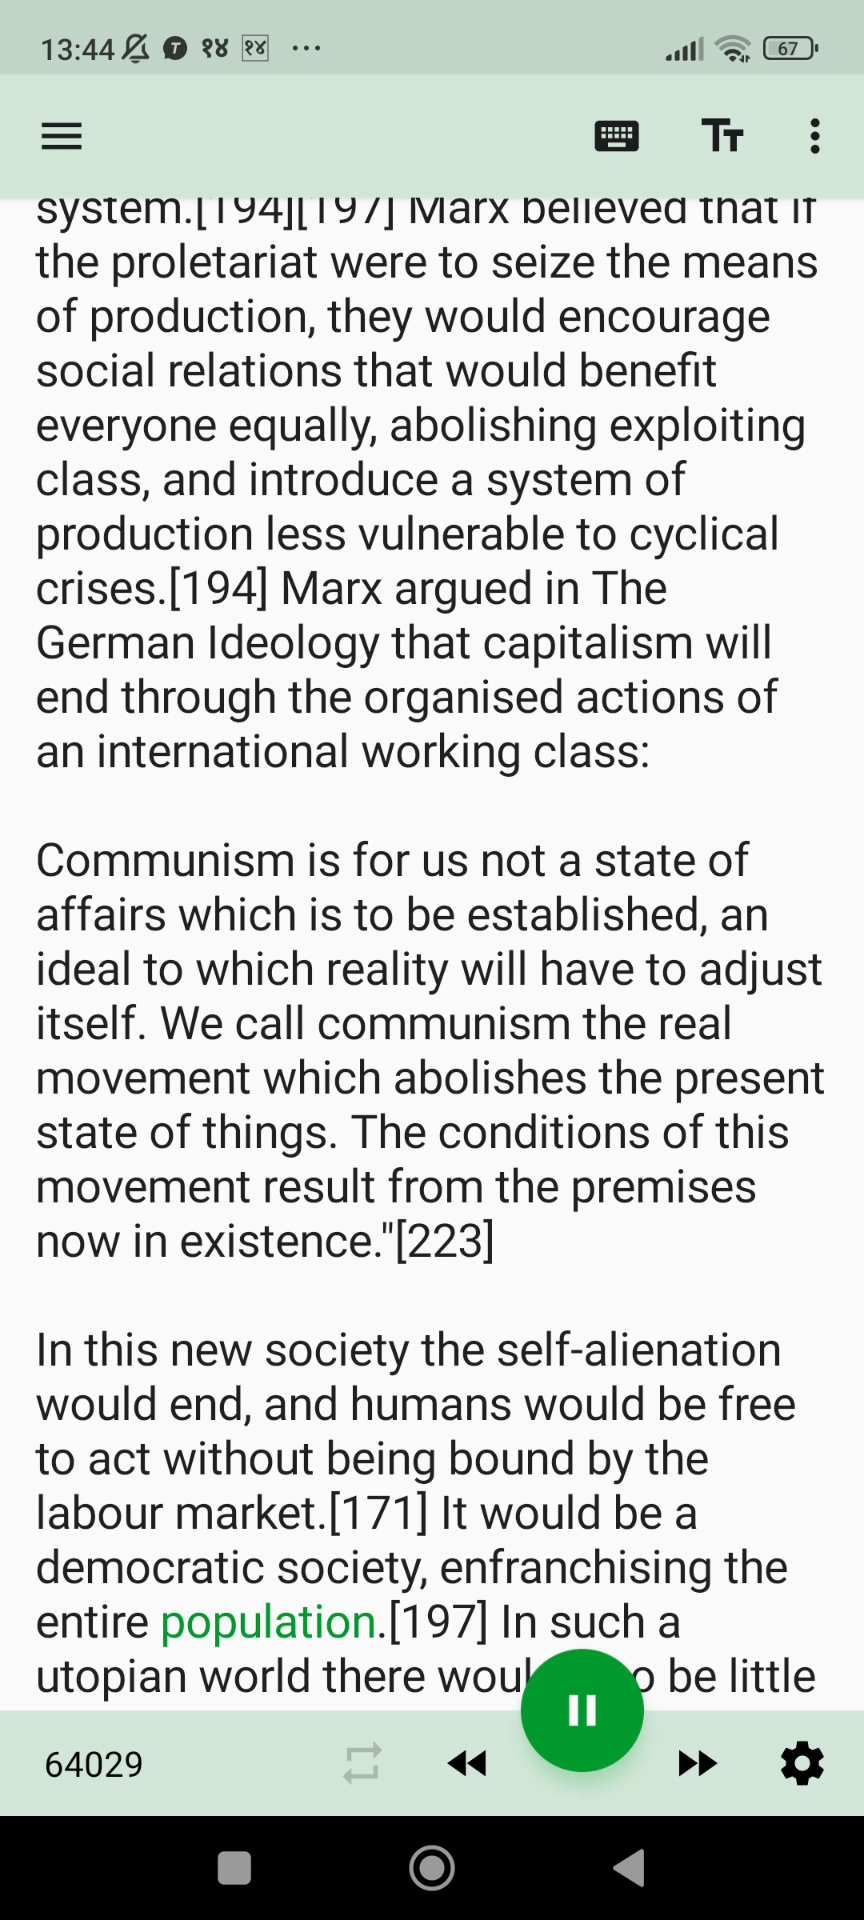 13:44 T १४ १४ ...
67
Tт
system.[194][197] Marx believed that if
the proletariat were to seize the means
of production, they would encourage
social relations that would benefit
everyone equally, abolishing exploiting
class, and introduce a system of
production less vulnerable to cyclical
crises.[194] Marx argued in The
German Ideology that capitalism will
end through the organised actions of
an international working class:
Communism is for us not a state of
affairs which is to be established, an
ideal to which reality will have to adjust
itself. We call communism the real
movement which abolishes the present
state of things. The conditions of this
movement result from the premises
now in existence."[223]
In this new society the self-alienation
would end, and humans would be free
to act without being bound by the
labour market.[171] It would be a
democratic society, enfranchising the
entire population.[197] In such a
utopian world there be little
64029